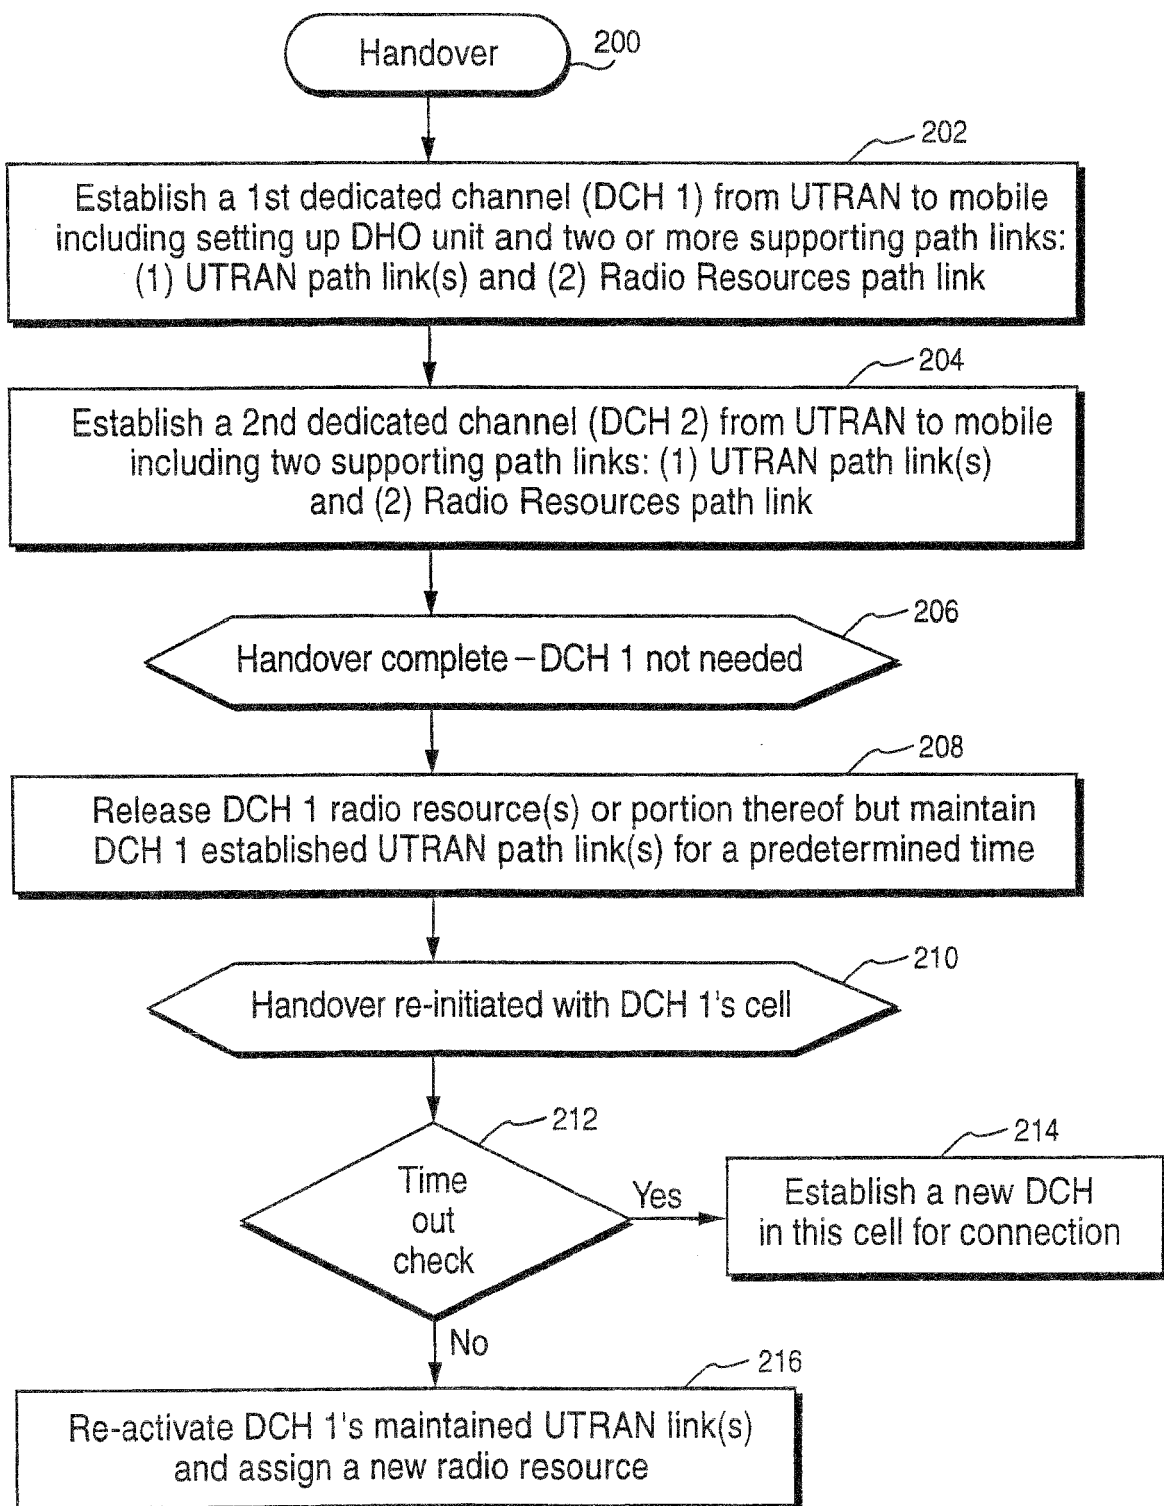 Handover
200
202
Establish a 1st dedicated channel (DCH 1) from UTRAN to mobile
including setting up DHO unit and two or more supporting path links:
(1) UTRAN path link(s) and (2) Radio Resources path link
204
Establish a 2nd dedicated channel (DCH 2) from UTRAN to mobile
including two supporting path links: (1) UTRAN path link(s)
and (2) Radio Resources path link
206
Handover complete – DCH 1 not needed
208
Release DCH 1 radio resource(s) or portion thereof but maintain
DCH 1 established UTRAN path link(s) for a predetermined time
210
Handover re-initiated with DCH 1's cell
212
Time
out
check
Yes
214
Establish a new DCH
in this cell for connection
No
216
Re-activate DCH 1's maintained UTRAN link(s)
and assign a new radio resource